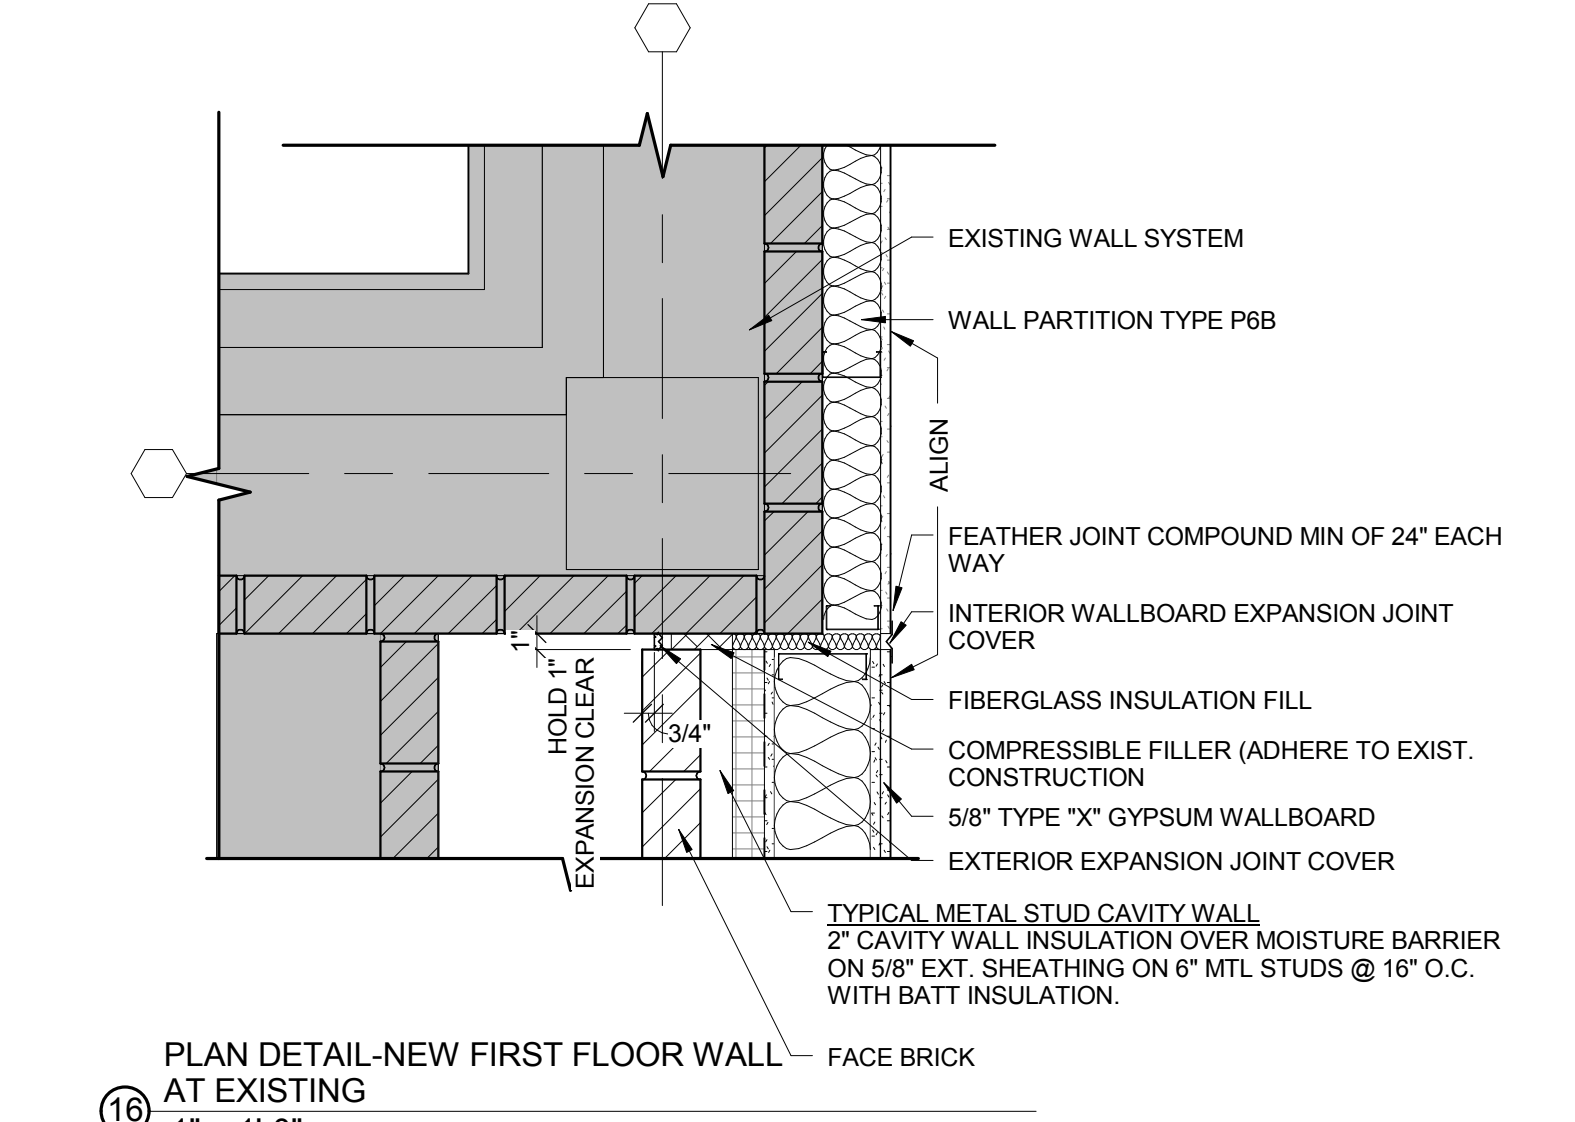 EXISTING WALL SYSTEM
WALL PARTITION TYPE P6B
ALIGN
FEATHER JOINT COMPOUND MIN OF 24" EACH
WAY
INTERIOR WALLBOARD EXPANSION JOINT
COVER
1"
HOLD 1"
EXPANSION CLEAR
3/4"
FIBERGLASS INSULATION FILL
COMPRESSIBLE FILLER (ADHERE TO EXIST.
CONSTRUCTION
5/8" TYPE "X" GYPSUM WALLBOARD
EXTERIOR EXPANSION JOINT COVER
TYPICAL METAL STUD CAVITY WALL
2" CAVITY WALL INSULATION OVER MOISTURE BARRIER
ON 5/8" EXT. SHEATHING ON 6" MTL STUDS @ 16" O.C.
WITH BATT INSULATION.
FACE BRICK
PLAN DETAIL-NEW FIRST FLOOR WALL
AT EXISTING
16